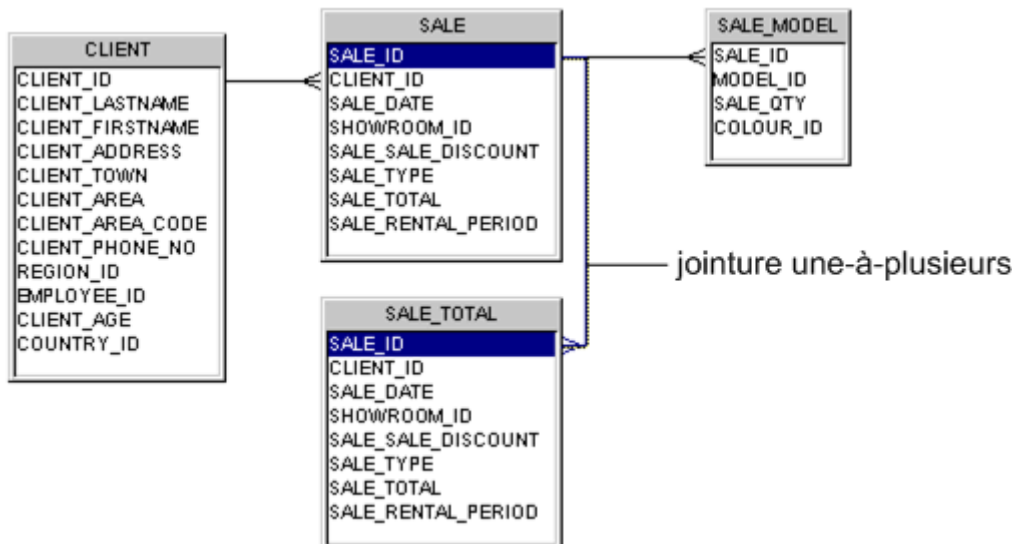 CLIENT
CLIENT_ID
CLIENT_LASTNAME
CLIENT_FIRSTNAME
CLIENT_ADDRESS
CLIENT_TOWN
CLIENT_AREA
CLIENT_AREA_CODE
CLIENT_PHONE_NO
REGION_ID
EMPLOYEE_ID
CLIENT_AGE
COUNTRY_ID
SALE
SALE_ID
CLIENT_ID
SALE_DATE
SHOWROOM_ID
SALE_SALE_DISCOUNT
SALE_TYPE
SALE_TOTAL
SALE_RENTAL_PERIOD
SALE_MODEL
SALE_ID
MODEL_ID
SALE_QTY
COLOUR_ID
jointure une-à-plusieurs
SALE_TOTAL
SALE_ID
CLIENT_ID
SALE_DATE
SHOWROOM_ID
SALE_SALE_DISCOUNT
SALE_TYPE
SALE_TOTAL
SALE_RENTAL_PERIOD